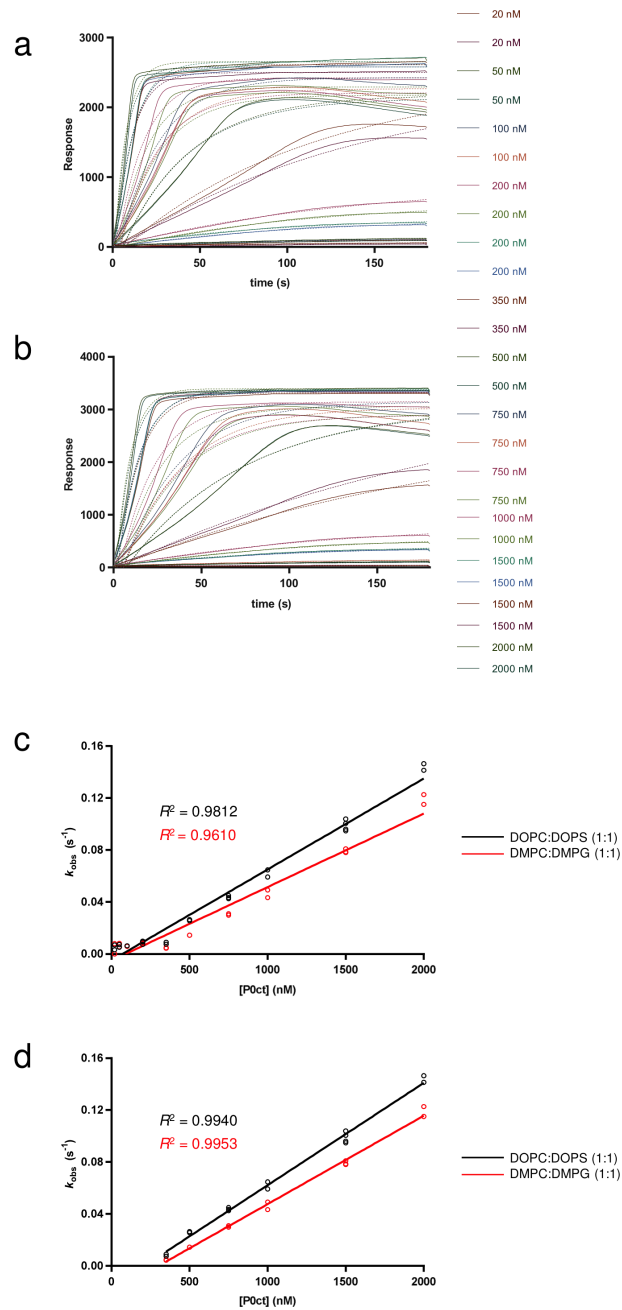 a
3000
2000
1000
0
Response
0 50 100 150
time (s)
20 nM
20 nM
50 nM
50 nM
100 nM
100 nM
200 nM
200 nM
200 nM
200 nM
350 nM
350 nM
500 nM
500 nM
750 nM
750 nM
750 nM
750 nM
1000 nM
1000 nM
1500 nM
1500 nM
1500 nM
1500 nM
2000 nM
2000 nM
b
4000
3000
2000
1000
0
Response
0 50 100 150
time (s)
c
0.16
0.12
0.08
0.04
0.00
kobs (s-1)
R2 = 0.9812
R2 = 0.9610
0 500 1000 1500 2000
[P0ct] (nM)
DOPC:DOPS (1:1)
DMPC:DMPG (1:1)
d
0.16
0.12
0.08
0.04
0.00
kobs (s-1)
R2 = 0.9940
R2 = 0.9953
0 500 1000 1500 2000
[P0ct] (nM)
DOPC:DOPS (1:1)
DMPC:DMPG (1:1)